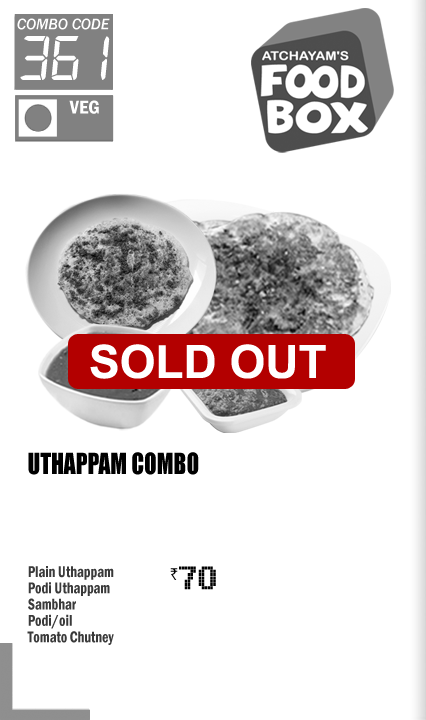 COMBO CODE
361
VEG
ATCHAYAM'S
FOOD
BOX
SOLD OUT
UTHAPPAM COMBO
Plain Uthappam
₹70
Podi Uthappam
Sambhar
Podi/oil
Tomato Chutney